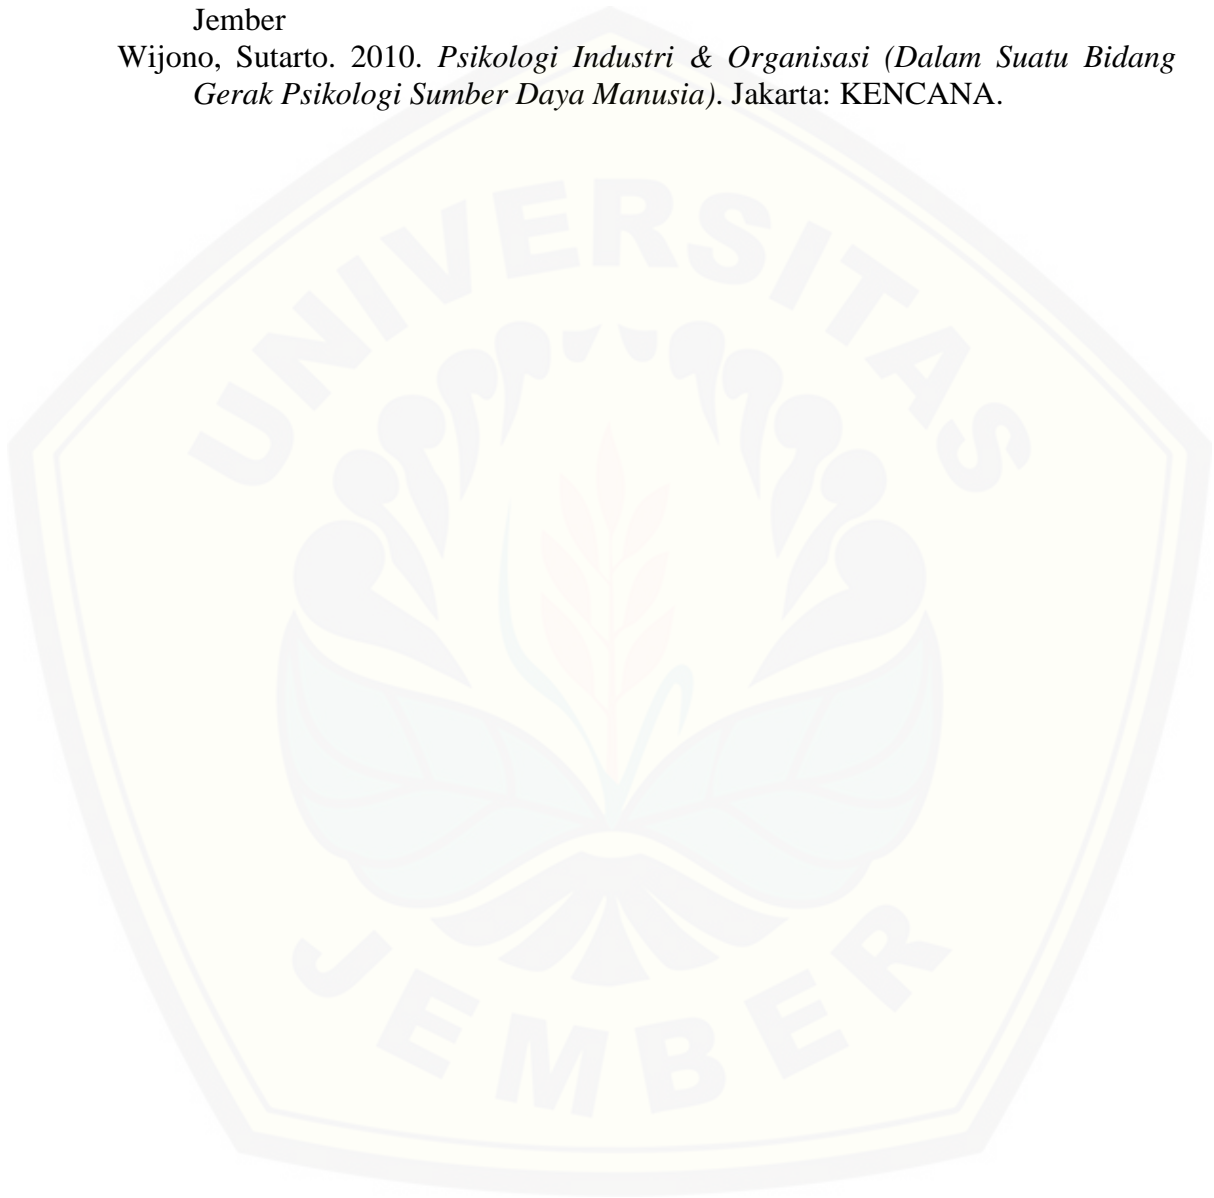 Jember
Wijono, Sutarto. 2010. Psikologi Industri & Organisasi (Dalam Suatu Bidang
Gerak Psikologi Sumber Daya Manusia). Jakarta: KENCANA.
UNIVERSITAS
JEMBER